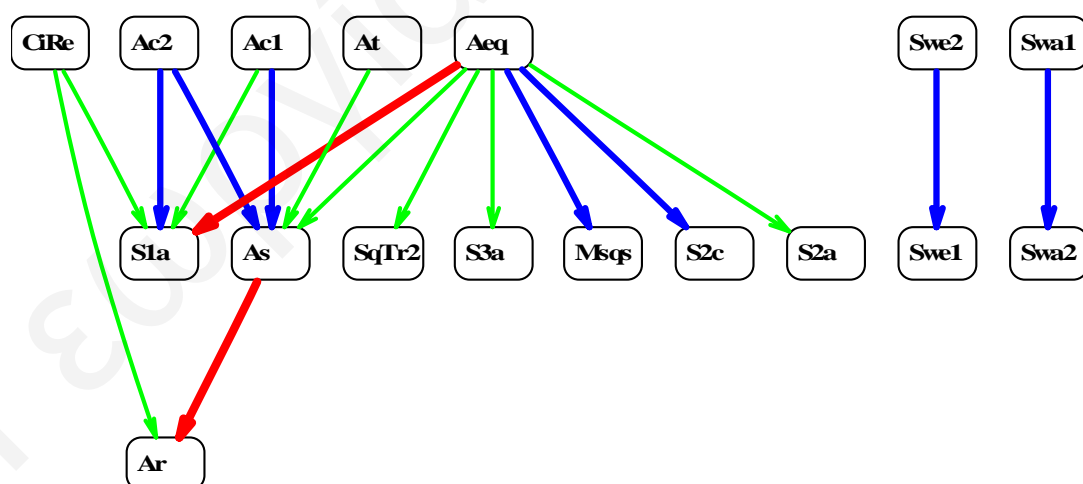 CiRe Ac2 Ac1 At Aeq Swe2 Swa1
S1a As SqTr2 S3a Msqs S2c S2a Swe1 Swa2
Ar